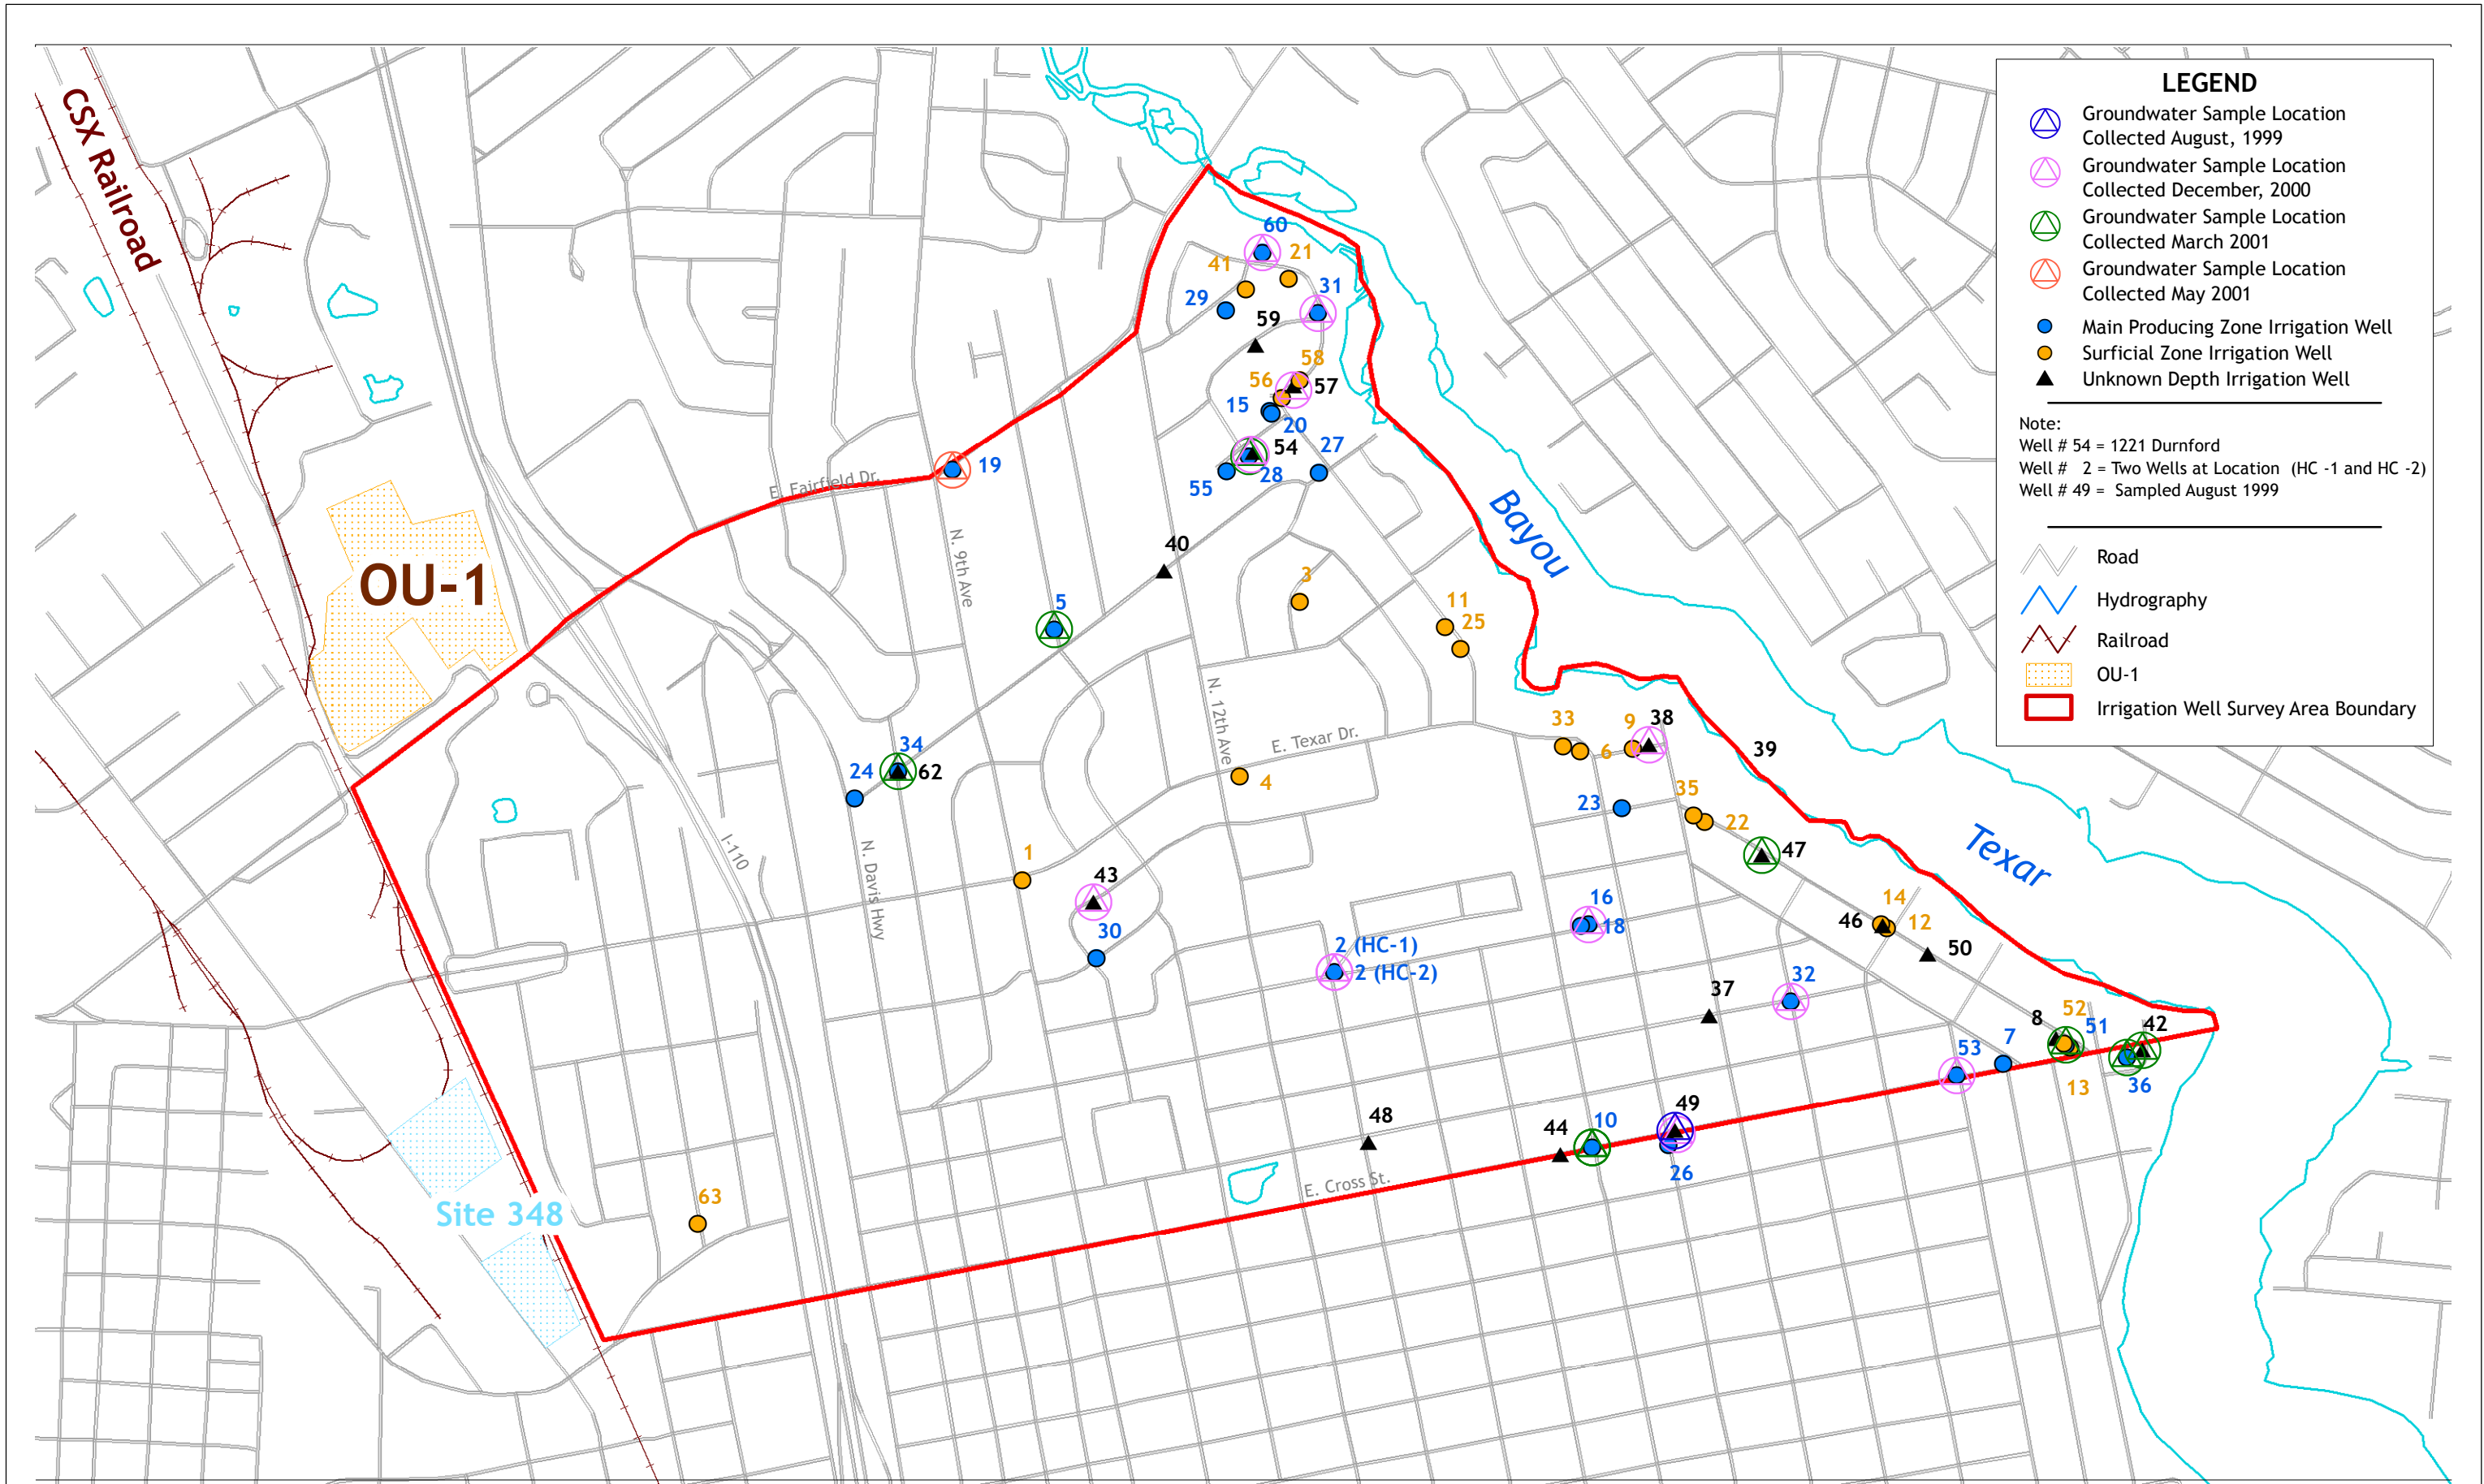 CSX Railroad
LEGEND
Groundwater Sample Location
Collected August, 1999
Groundwater Sample Location
Collected December, 2000
Groundwater Sample Location
Collected March 2001
Groundwater Sample Location
Collected May 2001
Main Producing Zone Irrigation Well
Surficial Zone Irrigation Well
Unknown Depth Irrigation Well
Note:
Well # 54 = 1221 Durnford
Well # 2 = Two Wells at Location (HC -1 and HC -2)
Well # 49 = Sampled August 1999
Road
Hydrography
Railroad
OU-1
Irrigation Well Survey Area Boundary
60
21
41
29
31
59
58
56
57
15
20
54
27
28
55
19
E. Fairfield Dr.
Bayou
OU-1
N. 9th Ave
40
3
5
11
25
N. 12th Ave
E. Texar Dr.
33
9
38
6
39
34
24
62
4
23
35
22
I-110
N. Davis Hwy
1
43
30
47
Texar
16
18
14
46
12
50
2 (HC-1)
2 (HC-2)
37
32
8
52
51
42
53
7
13
36
48
44
10
49
26
E. Cross St.
63
Site 348